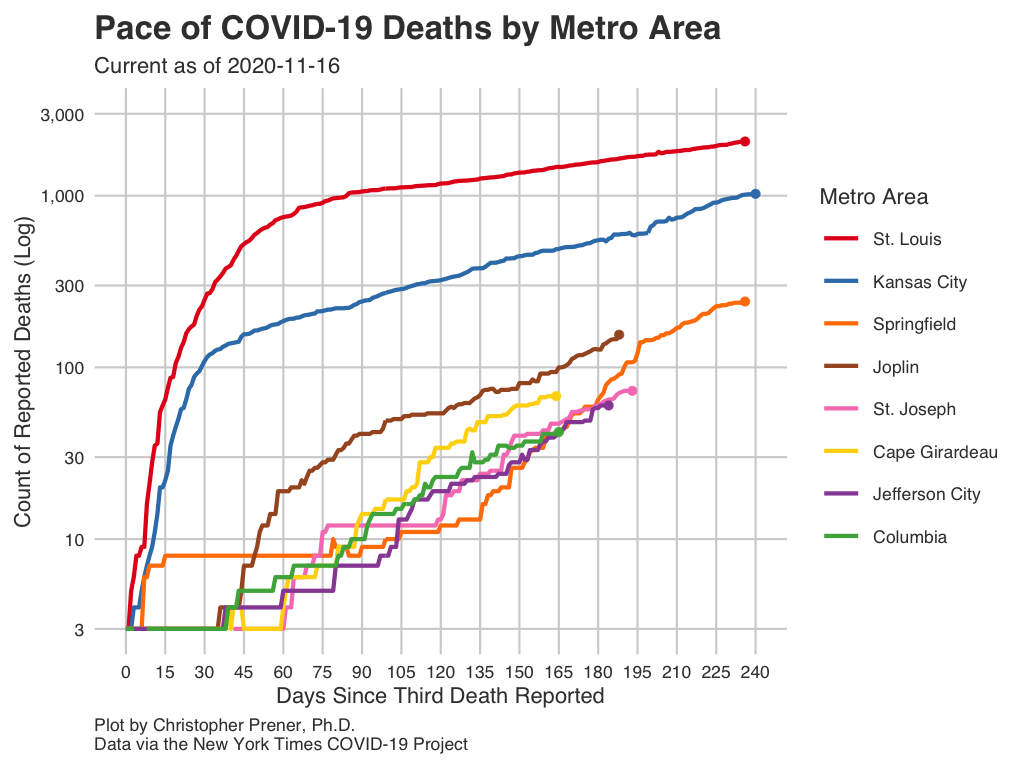 Pace of COVID-19 Deaths by Metro Area
Current as of 2020-11-16
Count of Reported Deaths (Log)
3,000
1,000
300
100
30
10
3
0 15 30 45 60 75 90 105 120 135 150 165 180 195 210 225 240
Days Since Third Death Reported
Metro Area
St. Louis
Kansas City
Springfield
Joplin
St. Joseph
Cape Girardeau
Jefferson City
Columbia
Plot by Christopher Prener, Ph.D.
Data via the New York Times COVID-19 Project